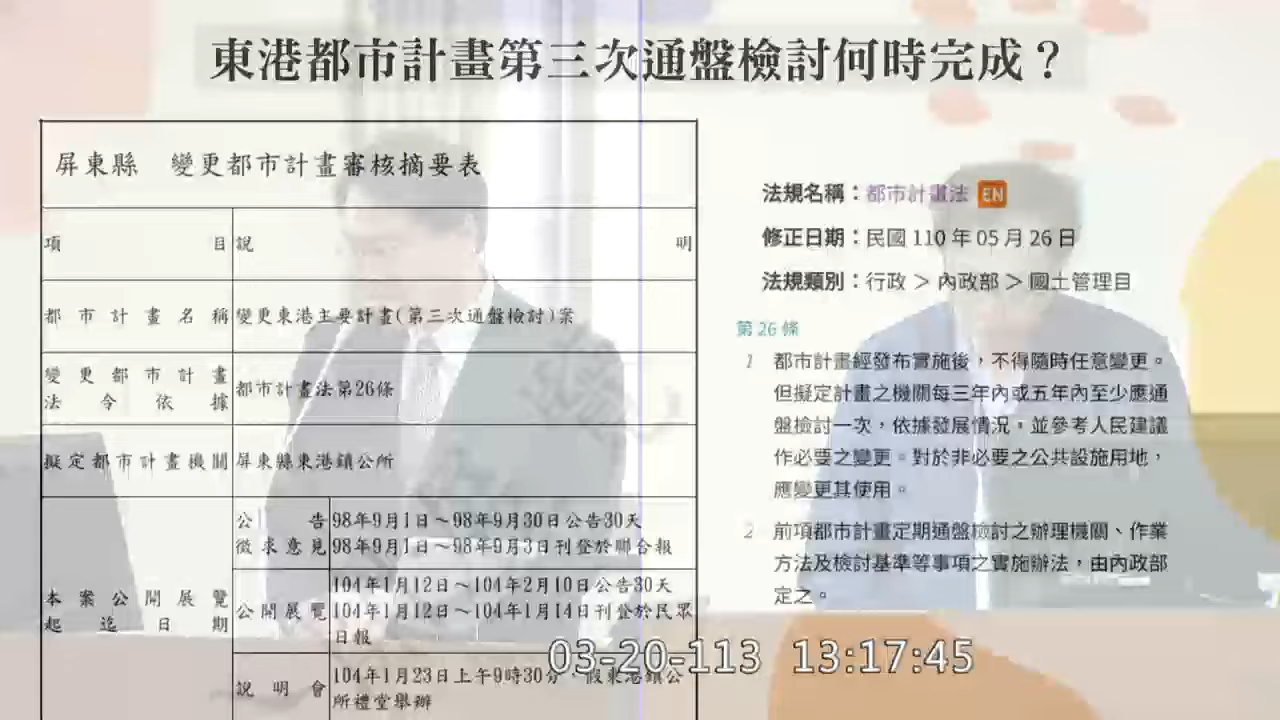 東港都市計畫第三次通盤檢討何時完成？
屏東縣 變更都市計畫審核摘要表
項 目 說 明
都市計畫名稱 變更東港主要計畫(第三次通盤檢討)案
變更都市計畫
法令依據 都市計畫法第26條
擬定都市計畫機關 屏東縣東港鎮公所
本案公開展覽
起迄日期
公告
徵求意見
98年9月1日～98年9月30日公告30天
98年9月1日～98年9月3日刊登於聯合報
公開展覽
104年1月12日～104年2月10日公告30天
104年1月12日～104年1月14日刊登於民眾
日報
說明會
104年1月23日上午9時30分，假東港鎮公
所禮堂舉辦
法規名稱：都市計畫法 EN
修正日期：民國 110 年 05 月 26 日
法規類別：行政 > 內政部 > 國土管理目
第 26 條
1 都市計畫經發布實施後，不得隨時任意變更。
但擬定計畫之機關每三年內或五年內至少應通
盤檢討一次，依據發展情況，並參考人民建議
作必要之變更。對於非必要之公共設施用地，
應變更其使用。
2 前項都市計畫定期通盤檢討之辦理機關、作業
方法及檢討基準等事項之實施辦法，由內政部
定之。
03-20-113 13:17:45